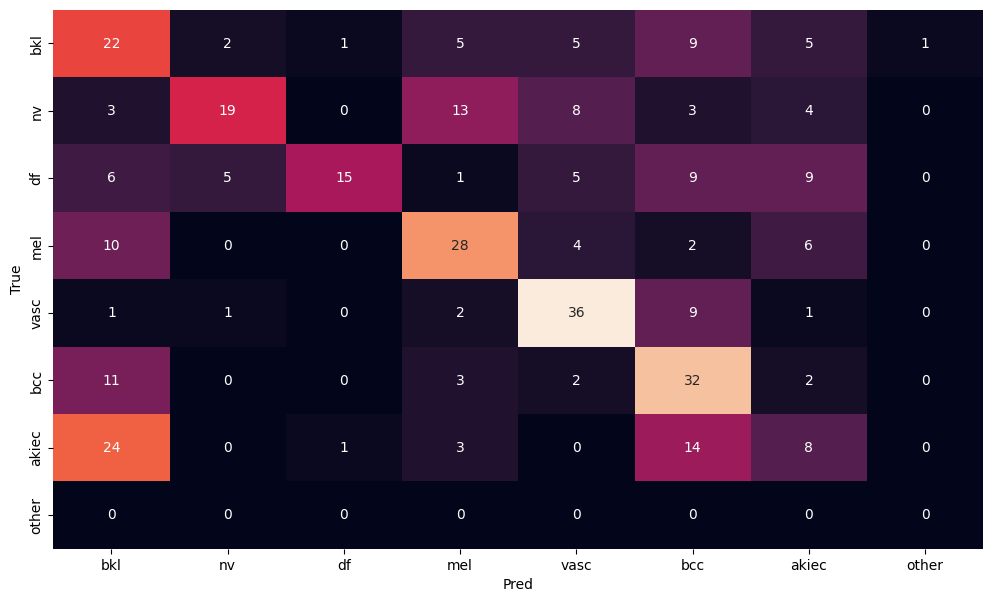 bkl 22 2 1 5 5 9 5 1
nv 3 19 0 13 8 3 4 0
df 6 5 15 1 5 9 9 0
mel 10 0 0 28 4 2 6 0
True
vasc 1 1 0 2 36 9 1 0
bcc 11 0 0 3 2 32 2 0
akiec 24 0 1 3 0 14 8 0
other 0 0 0 0 0 0 0 0
bkl nv df mel vasc bcc akiec other
Pred